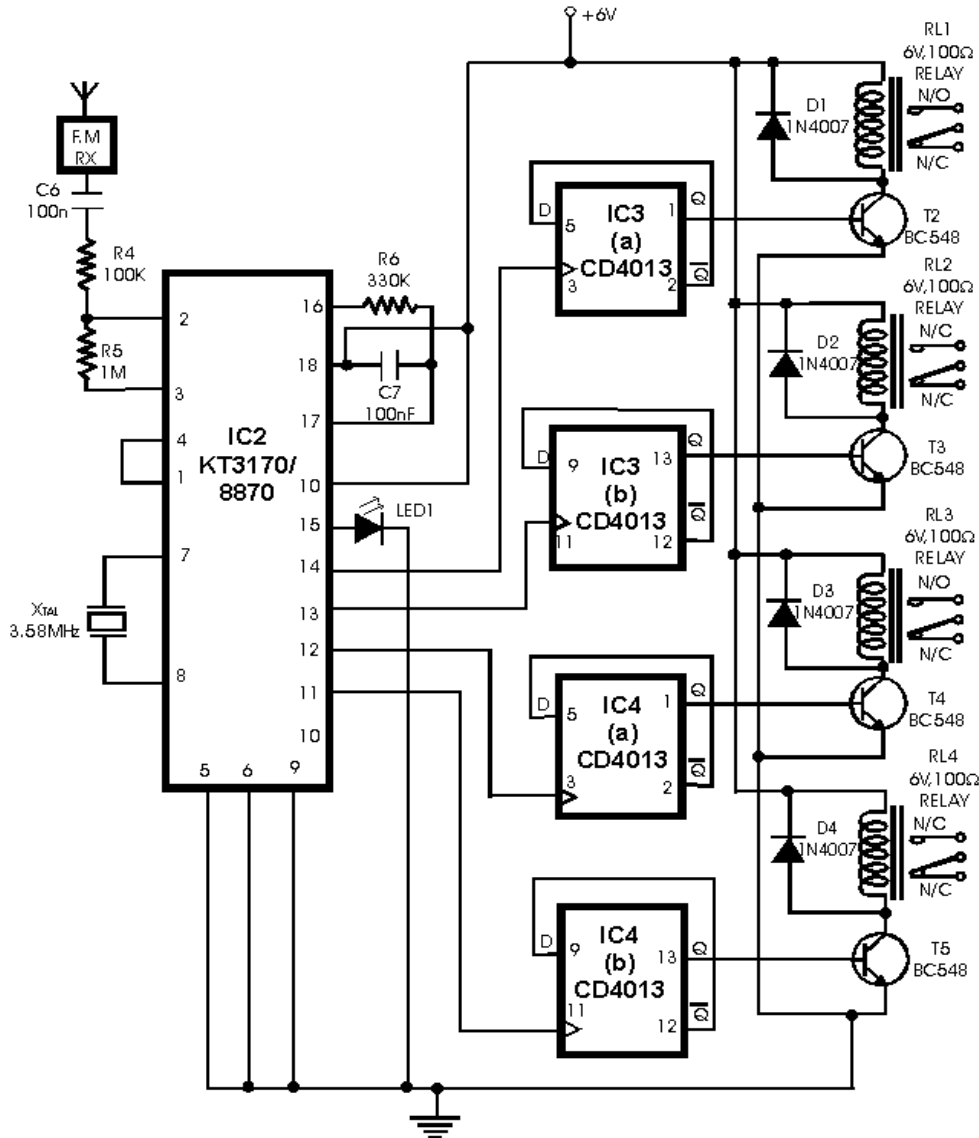 +6V
F.M
RX
C6
100n
R4
100K
R5
1M
2
3
4
1
7
8
XTAL
3.58MHz
IC2
KT3170/
8870
16
18
17
10
15
14
13
12
11
10
5
6
9
R6
330K
C7
100nF
LED1
D
5
IC3
(a)
CD4013
3
1
2
Q
Q̅
D
9
IC3
(b)
CD4013
11
13
12
Q
Q̅
D
5
IC4
(a)
CD4013
3
1
2
Q
Q̅
D
9
IC4
(b)
CD4013
11
13
12
Q
Q̅
D1
1N4007
RL1
6V,100Ω
RELAY
N/O
N/C
T2
BC548
D2
1N4007
RL2
6V,100Ω
RELAY
N/C
N/C
T3
BC548
D3
1N4007
RL3
6V,100Ω
RELAY
N/O
N/C
T4
BC548
D4
1N4007
RL4
6V,100Ω
RELAY
N/C
N/C
T5
BC548